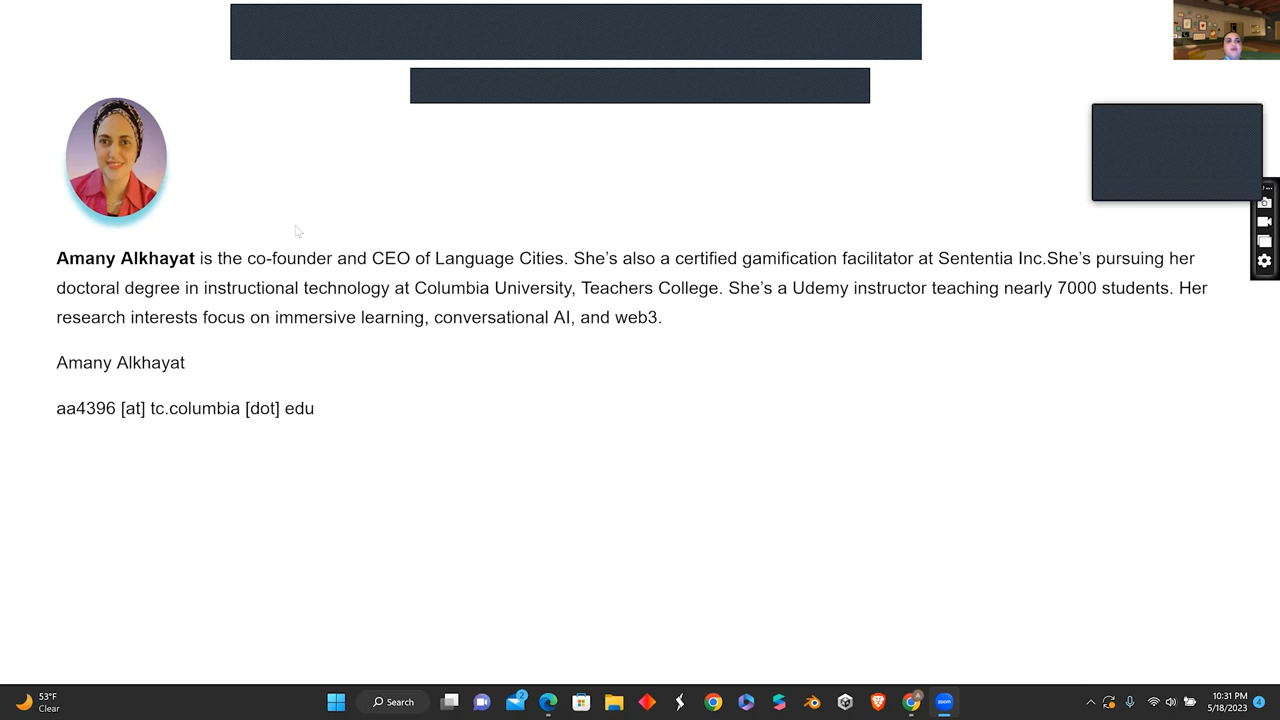 Amany Alkhayat is the co-founder and CEO of Language Cities. She’s also a certified gamification facilitator at Sententia Inc.She’s pursuing her
doctoral degree in instructional technology at Columbia University, Teachers College. She’s a Udemy instructor teaching nearly 7000 students. Her
research interests focus on immersive learning, conversational AI, and web3.
Amany Alkhayat
aa4396 [at] tc.columbia [dot] edu
53°F
Clear
Search
2
A
zoom
10:31 PM
5/18/2023
4